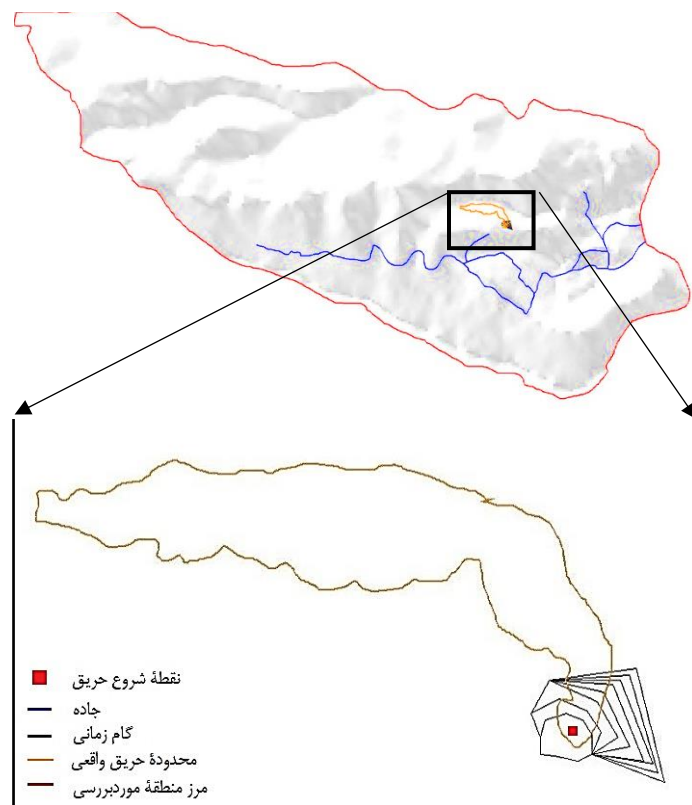 نقطهٔ شروع حریق
جاده
گام زمانی
محدودهٔ حریق واقعی
مرز منطقهٔ موردبررسی